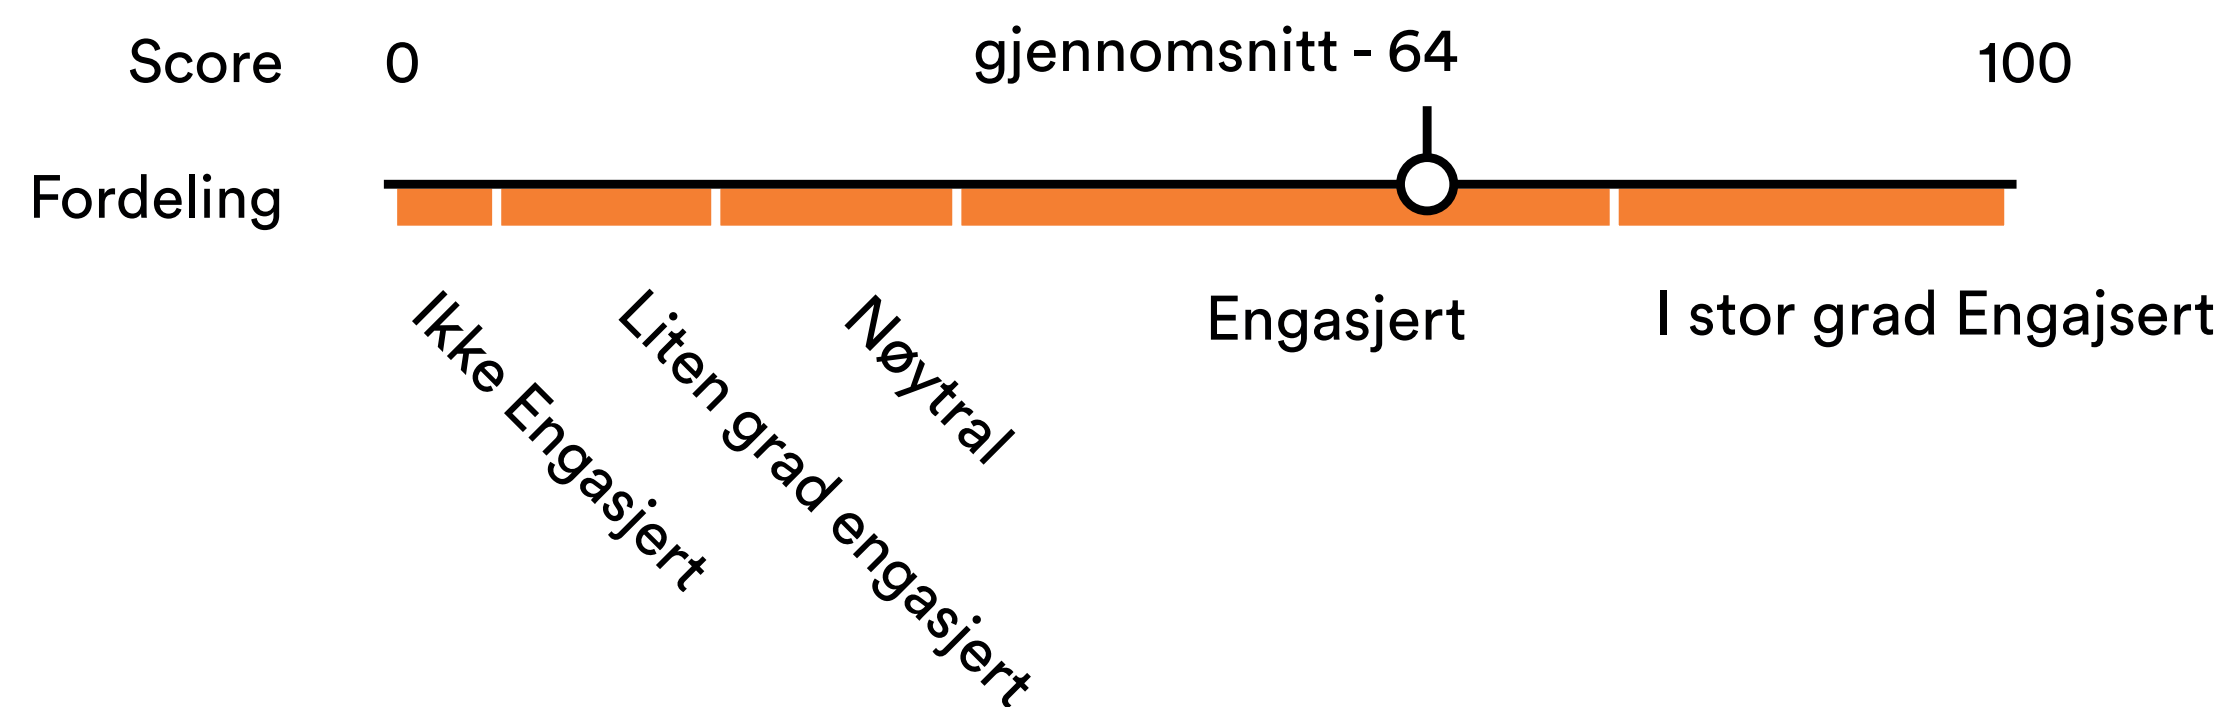 Score 0 gjennomsnitt - 64 100
Fordeling
Ikke Engasjert
Liten grad engasjert
Nøytral
Engasjert
I stor grad Engajsert